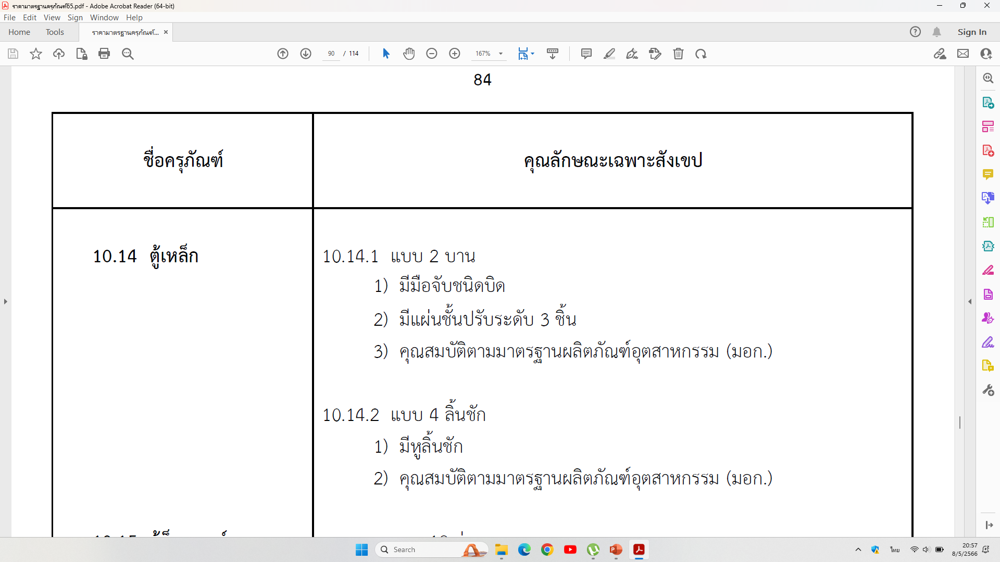 ราคามาตรฐานครุภัณฑ์65.pdf - Adobe Acrobat Reader (64-bit)
File Edit View Sign Window Help
Home Tools ราคามาตรฐานครุภัณฑ์... Sign In
90 / 114 167%
84
ชื่อครุภัณฑ์ คุณลักษณะเฉพาะสังเขป
10.14 ตู้เหล็ก 10.14.1 แบบ 2 บาน
1) มีมือจับชนิดบิด
2) มีแผ่นชั้นปรับระดับ 3 ชิ้น
3) คุณสมบัติตามมาตรฐานผลิตภัณฑ์อุตสาหกรรม (มอก.)
10.14.2 แบบ 4 ลิ้นชัก
1) มีหูลิ้นชัก
2) คุณสมบัติตามมาตรฐานผลิตภัณฑ์อุตสาหกรรม (มอก.)
Search ไทย 20:57
8/5/2566